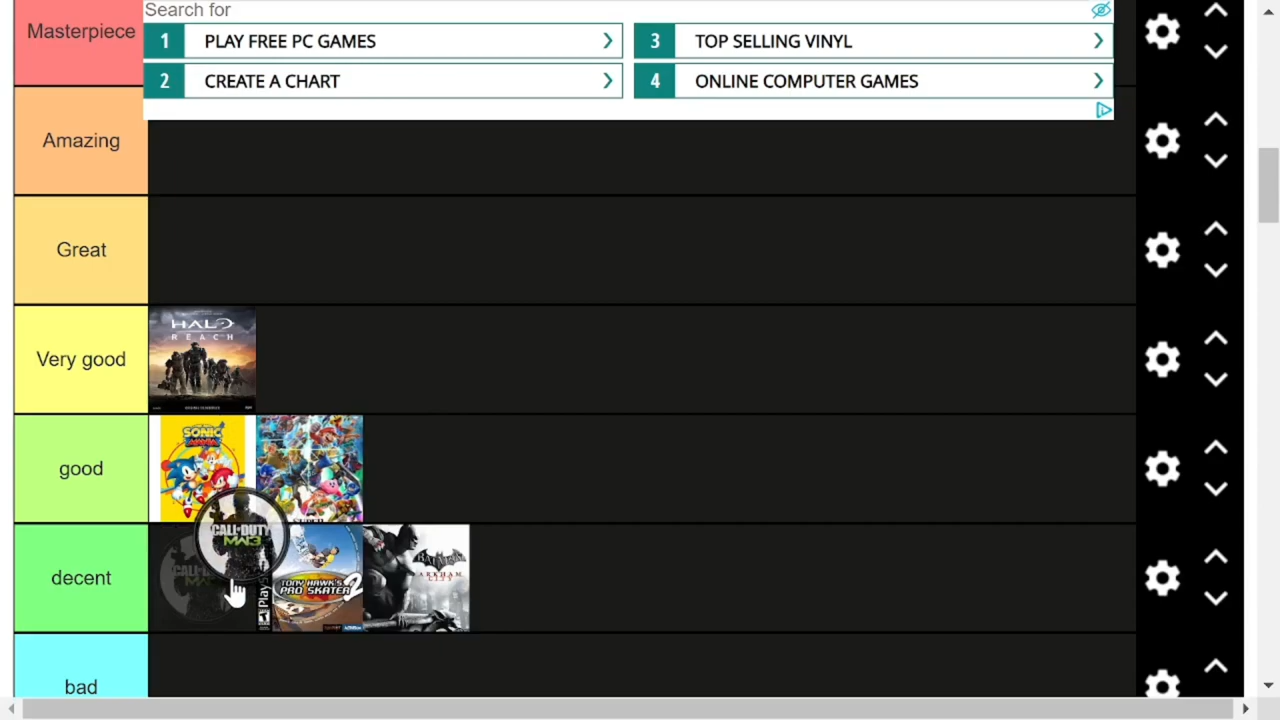 Search for
Masterpiece
1 PLAY FREE PC GAMES
3 TOP SELLING VINYL
2 CREATE A CHART
4 ONLINE COMPUTER GAMES
Amazing
Great
Very good
HALO
REACH
good
SONIC
MANIA
decent
CALL DUTY
MW3
PlayS
TONY HAWK'S
PRO SKATER 2
BATMAN
ARKHAM CITY
bad